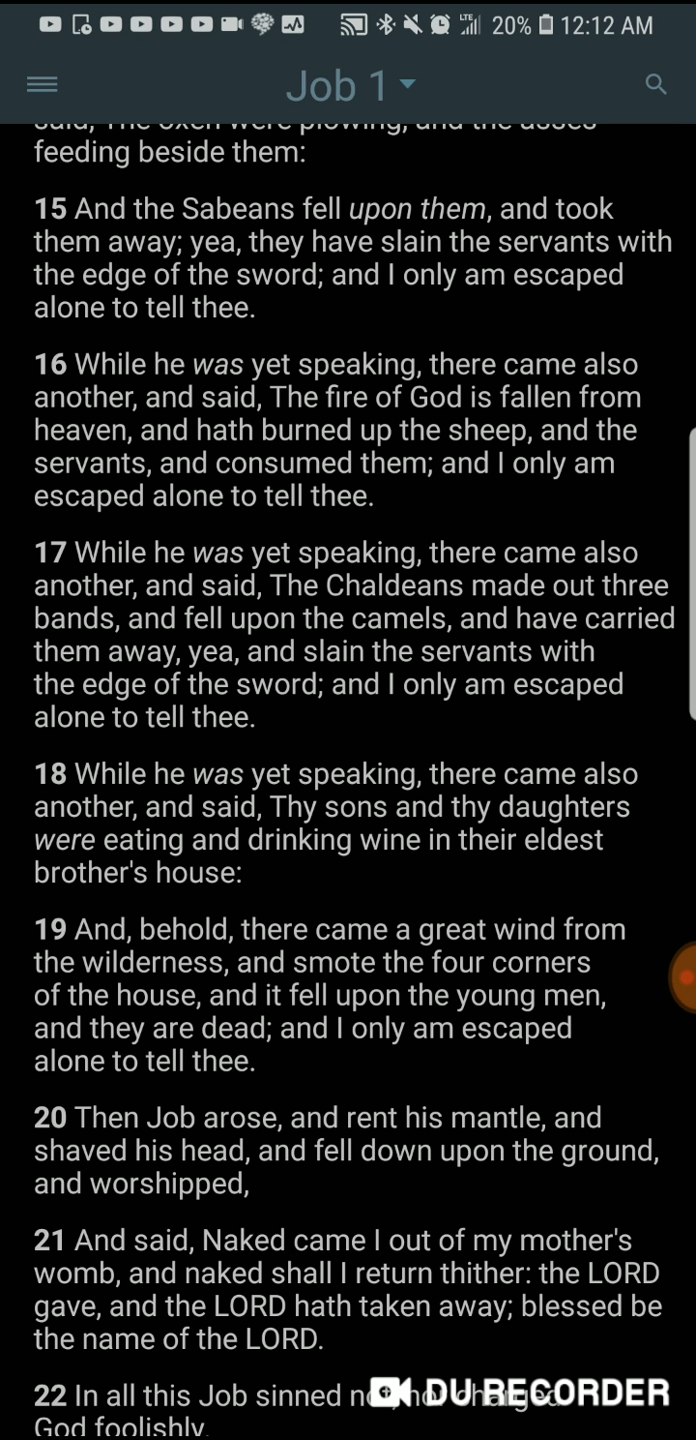 LTE 20% 12:12 AM
Job 1
said, The oxen were plowing, and the asses
feeding beside them:
15 And the Sabeans fell upon them, and took
them away; yea, they have slain the servants with
the edge of the sword; and I only am escaped
alone to tell thee.
16 While he was yet speaking, there came also
another, and said, The fire of God is fallen from
heaven, and hath burned up the sheep, and the
servants, and consumed them; and I only am
escaped alone to tell thee.
17 While he was yet speaking, there came also
another, and said, The Chaldeans made out three
bands, and fell upon the camels, and have carried
them away, yea, and slain the servants with
the edge of the sword; and I only am escaped
alone to tell thee.
18 While he was yet speaking, there came also
another, and said, Thy sons and thy daughters
were eating and drinking wine in their eldest
brother's house:
19 And, behold, there came a great wind from
the wilderness, and smote the four corners
of the house, and it fell upon the young men,
and they are dead; and I only am escaped
alone to tell thee.
20 Then Job arose, and rent his mantle, and
shaved his head, and fell down upon the ground,
and worshipped,
21 And said, Naked came I out of my mother's
womb, and naked shall I return thither: the LORD
gave, and the LORD hath taken away; blessed be
the name of the LORD.
22 In all this Job sinned not, nor charged
DU RECORDER
God foolishly.